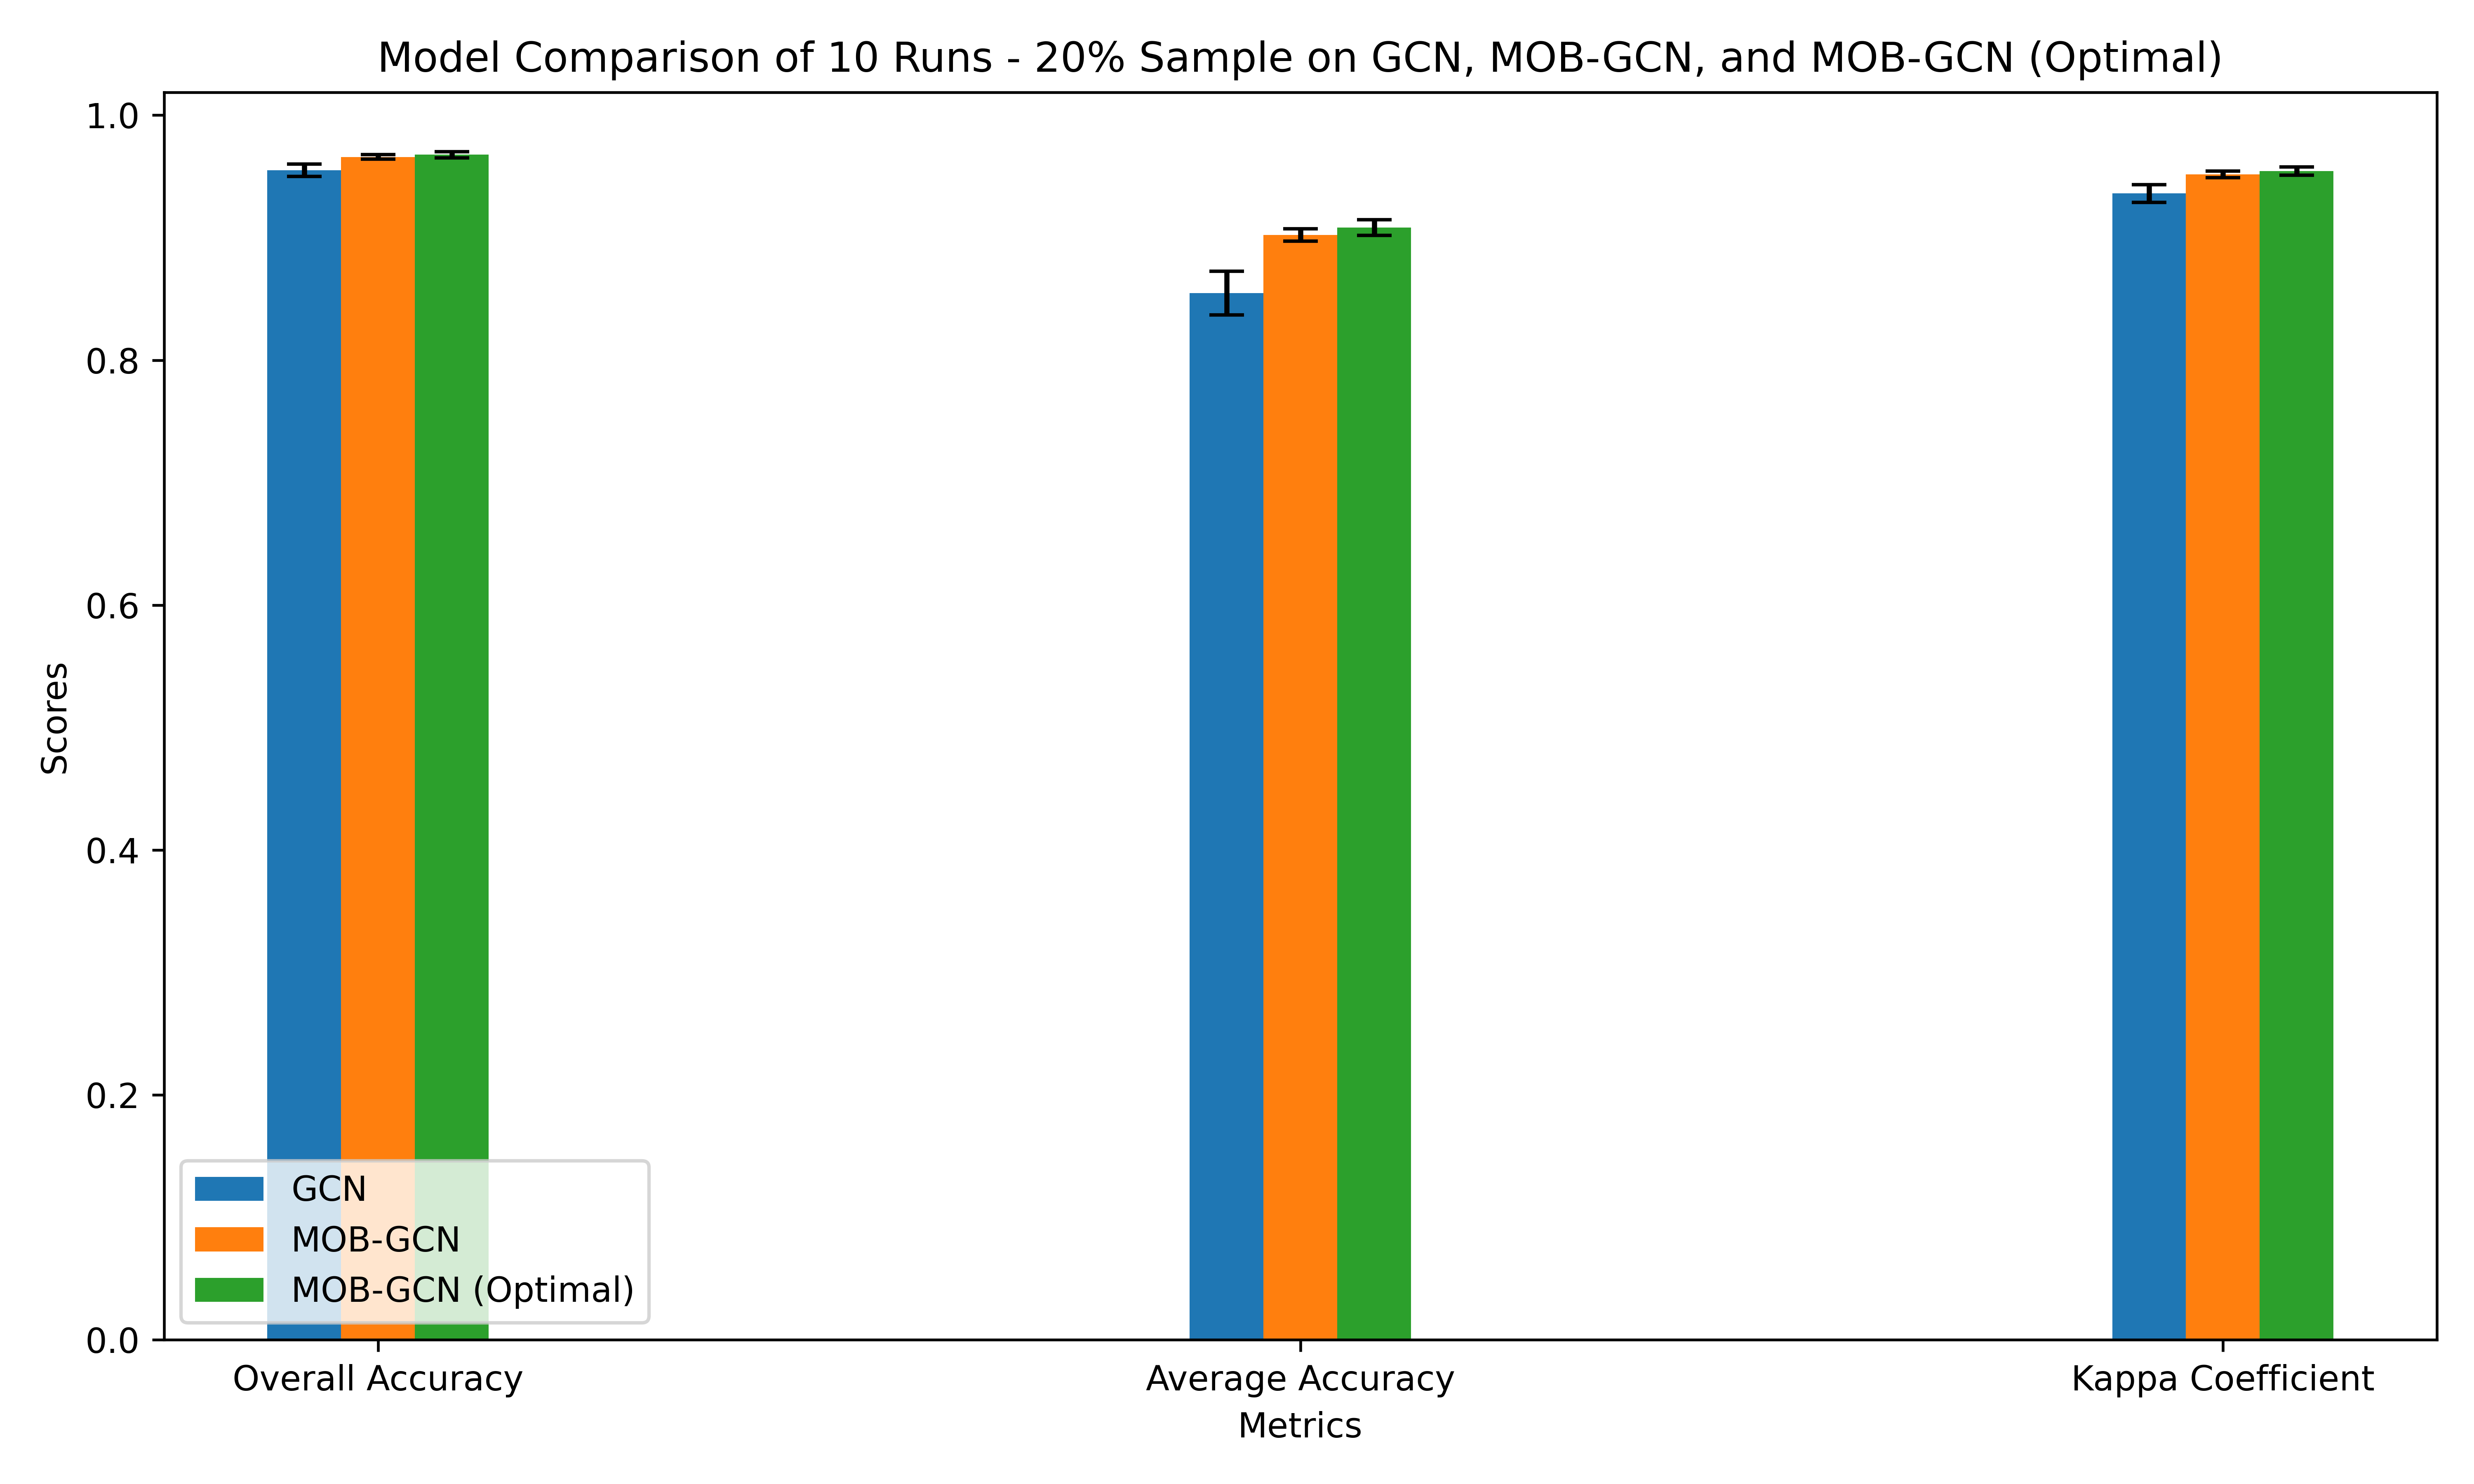 Model Comparison of 10 Runs - 20% Sample on GCN, MOB-GCN, and MOB-GCN (Optimal)
1.0
0.8
0.6
0.4
0.2
0.0
Scores
GCN
MOB-GCN
MOB-GCN (Optimal)
Overall Accuracy
Average Accuracy
Kappa Coefficient
Metrics